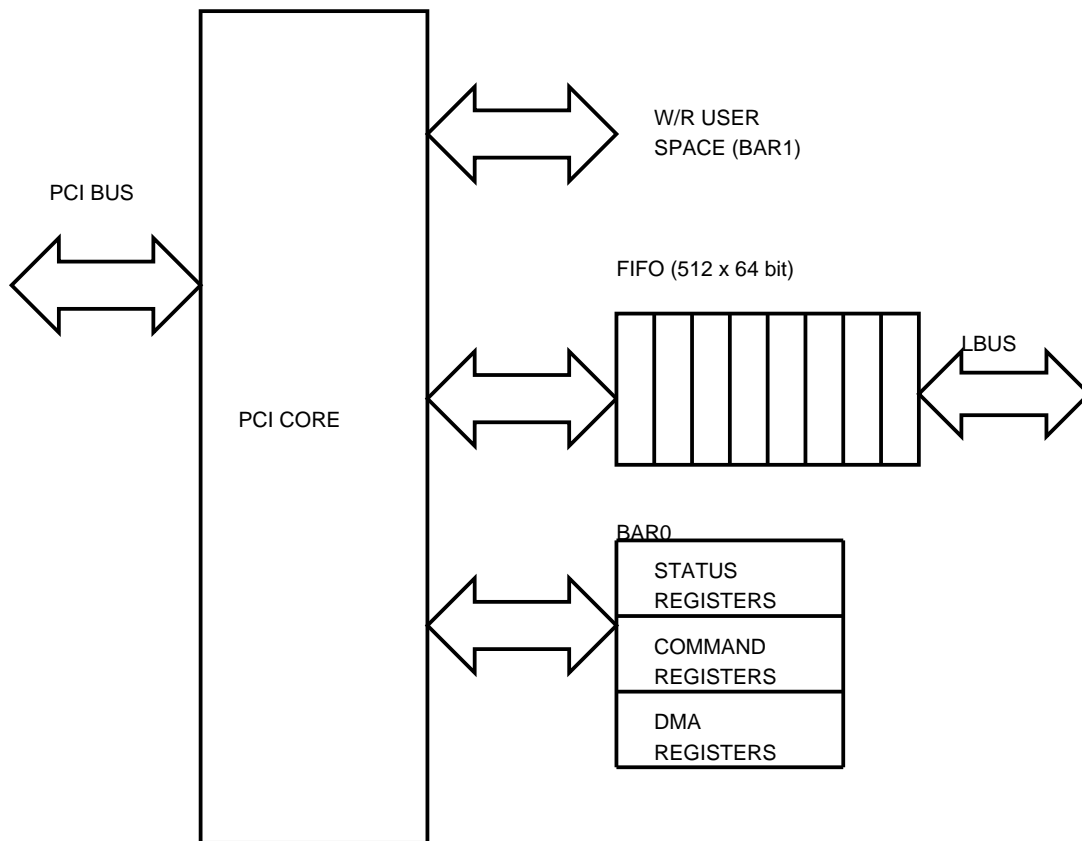 W/R USER
SPACE (BAR1)
PCI BUS
FIFO (512 x 64 bit)
LBUS
PCI CORE
BAR0
STATUS
REGISTERS
COMMAND
REGISTERS
DMA
REGISTERS